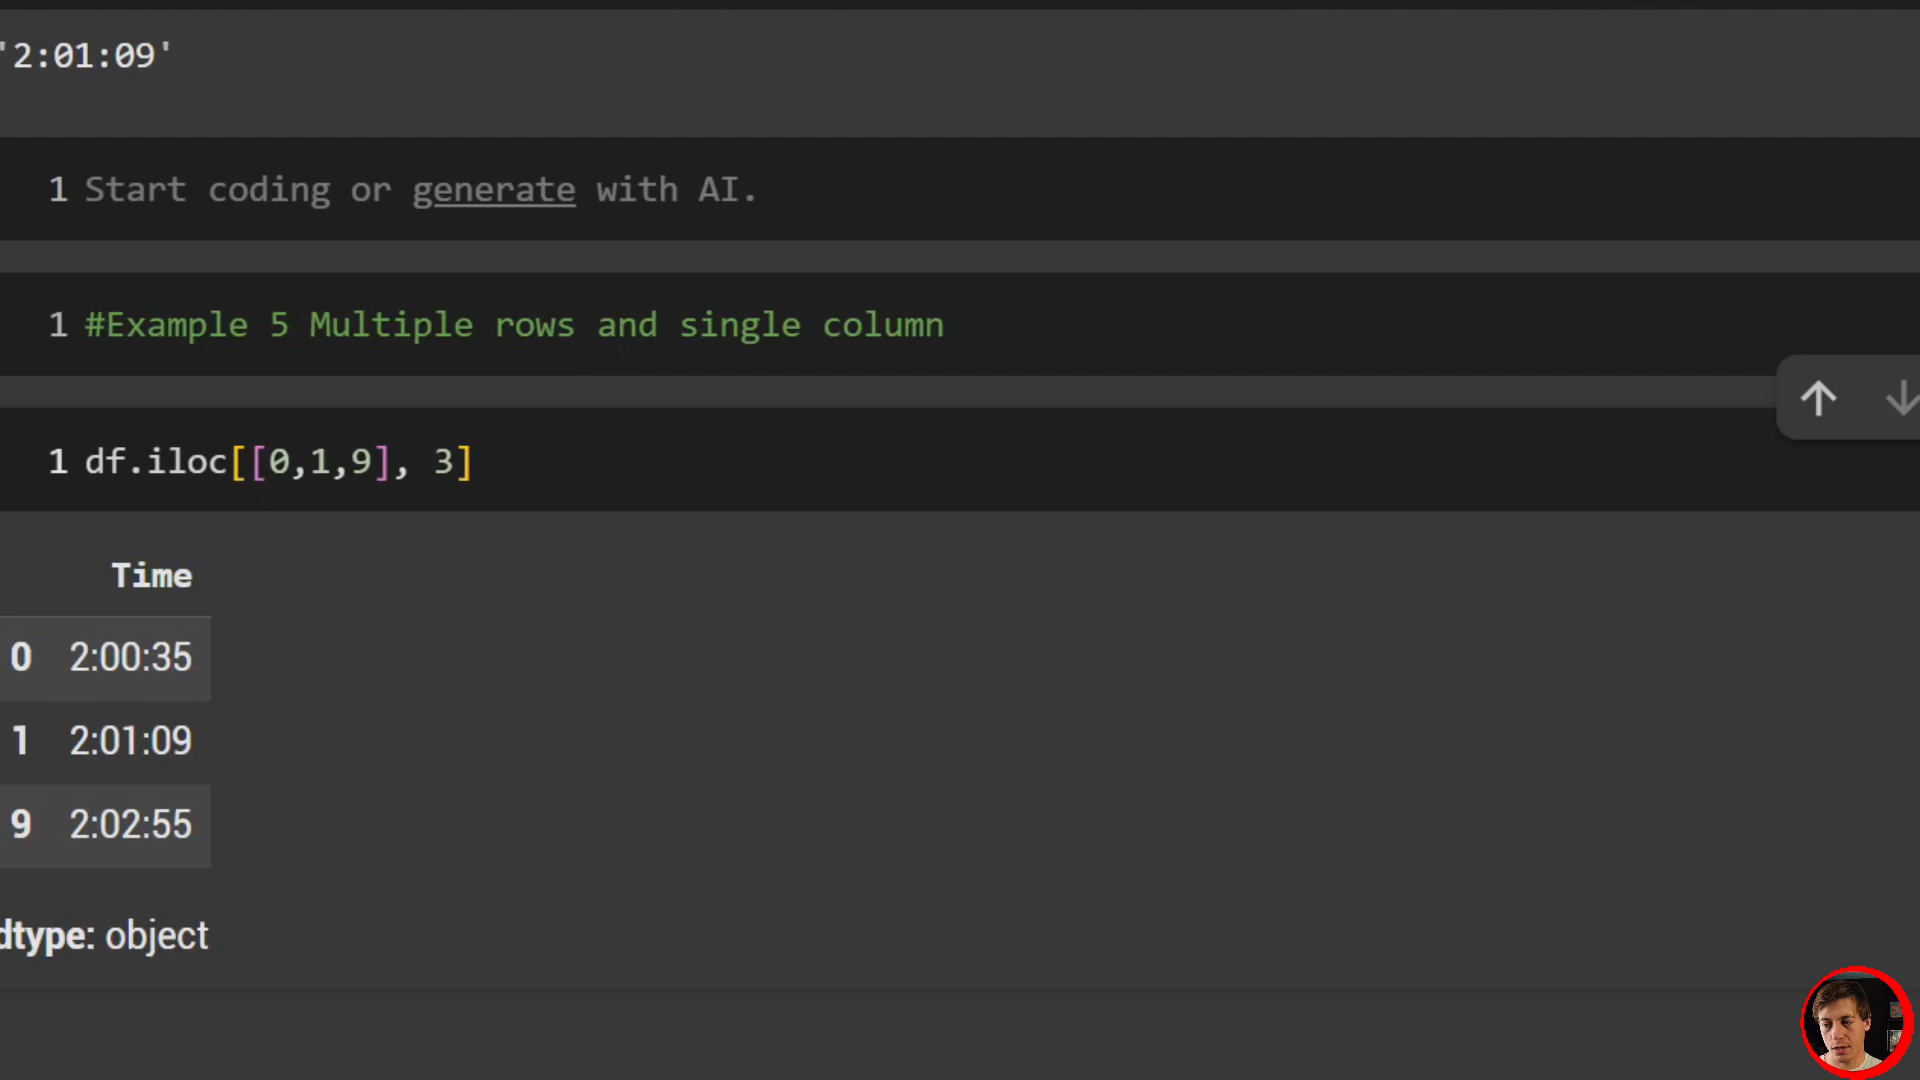 '2:01:09'
1 Start coding or generate with AI.
1 #Example 5 Multiple rows and single column
1 df.iloc[[0,1,9], 3]
Time
0 2:00:35
1 2:01:09
9 2:02:55
dtype: object